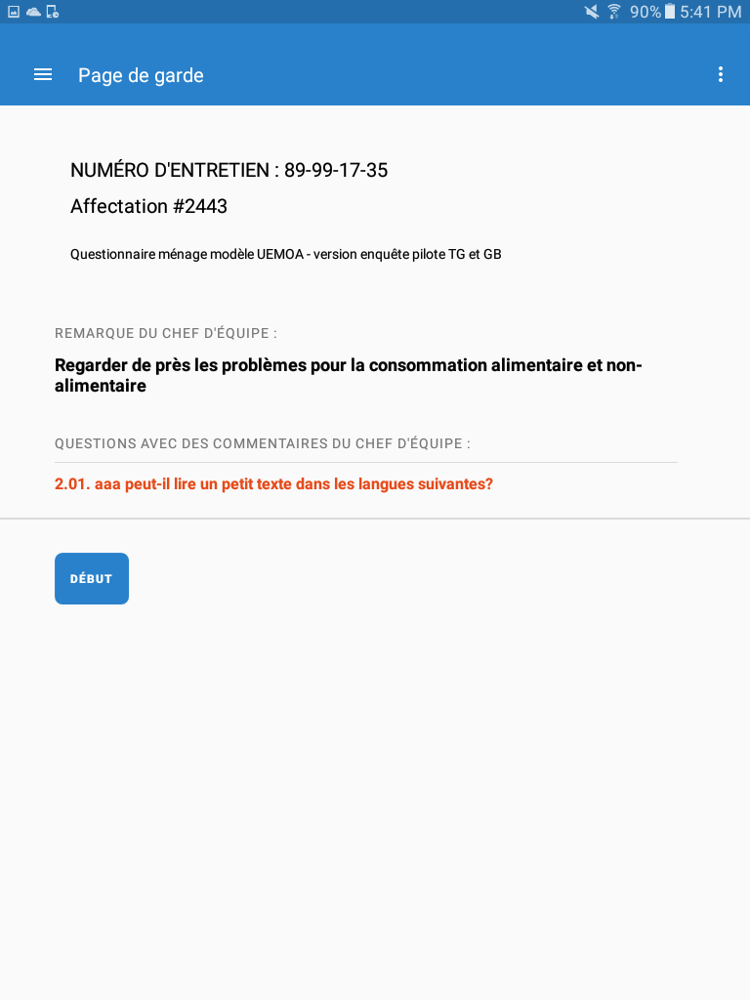 90% 5:41 PM
Page de garde
NUMÉRO D'ENTRETIEN : 89-99-17-35
Affectation #2443
Questionnaire ménage modèle UEMOA - version enquête pilote TG et GB
REMARQUE DU CHEF D'ÉQUIPE :
Regarder de près les problèmes pour la consommation alimentaire et non-
alimentaire
QUESTIONS AVEC DES COMMENTAIRES DU CHEF D'ÉQUIPE :
2.01. aaa peut-il lire un petit texte dans les langues suivantes?
DÉBUT